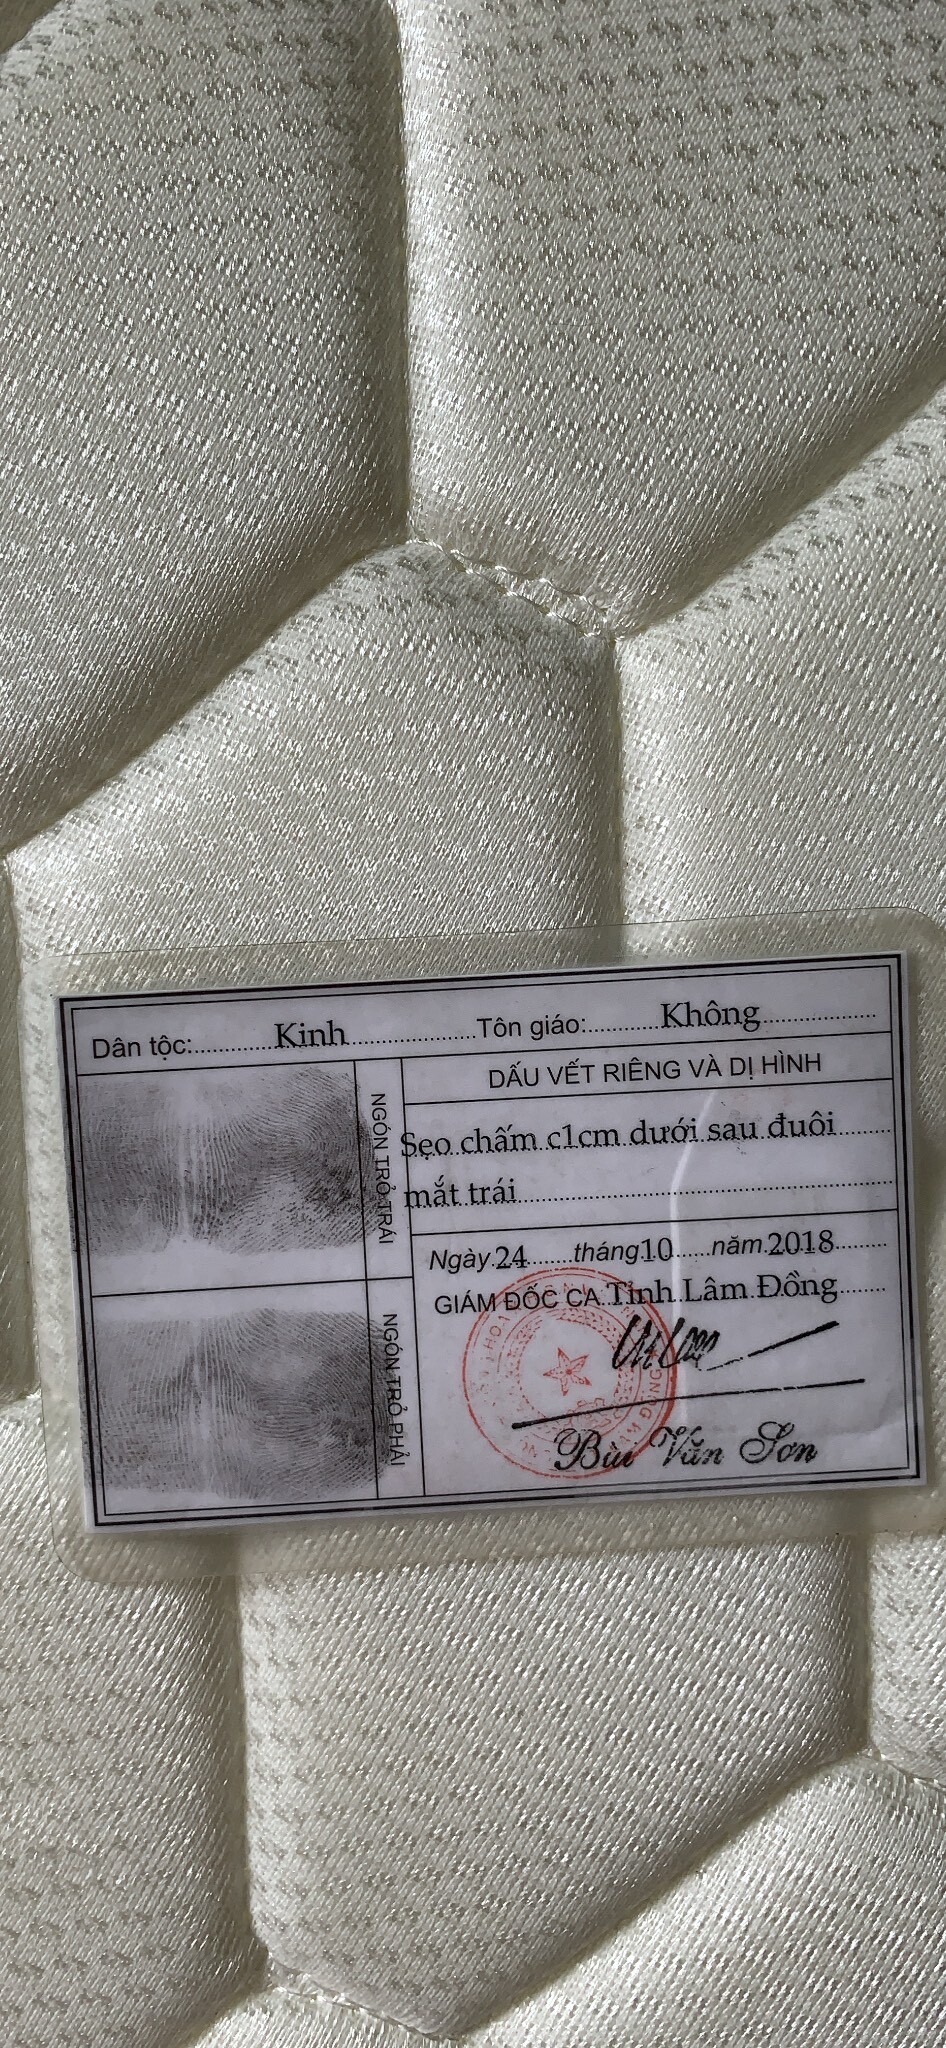 Dân tộc: Kinh Tôn giáo: Không
NGÓN TRỎ TRÁI
DẤU VẾT RIÊNG VÀ DỊ HÌNH
Sẹo chấm c1cm dưới sau đuôi
mắt trái
Ngày 24 tháng 10 năm 2018
GIÁM ĐỐC CA Tỉnh Lâm Đồng
NGÓN TRỎ PHẢI
Bùi Văn Sơn